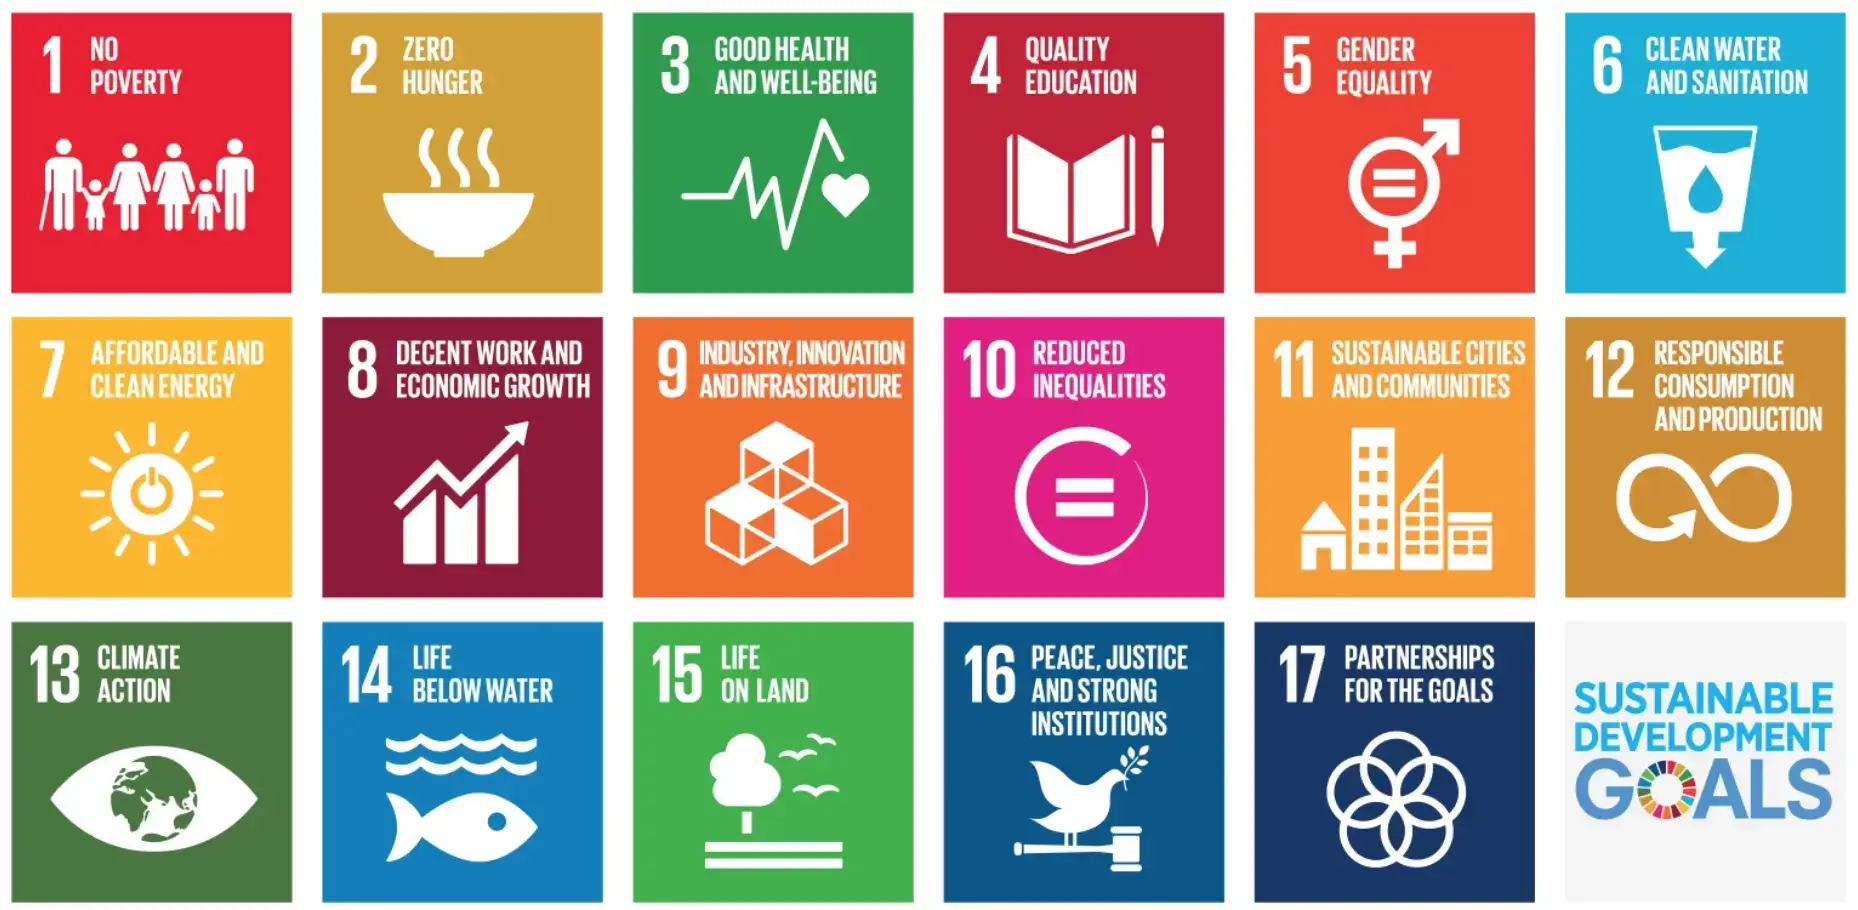 1 NO
POVERTY
2 ZERO
HUNGER
3 GOOD HEALTH
AND WELL-BEING
4 QUALITY
EDUCATION
5 GENDER
EQUALITY
6 CLEAN WATER
AND SANITATION
7 AFFORDABLE AND
CLEAN ENERGY
8 DECENT WORK AND
ECONOMIC GROWTH
9 INDUSTRY, INNOVATION
AND INFRASTRUCTURE
10 REDUCED
INEQUALITIES
11 SUSTAINABLE CITIES
AND COMMUNITIES
12 RESPONSIBLE
CONSUMPTION
AND PRODUCTION
13 CLIMATE
ACTION
14 LIFE
BELOW WATER
15 LIFE
ON LAND
16 PEACE, JUSTICE
AND STRONG
INSTITUTIONS
17 PARTNERSHIPS
FOR THE GOALS
SUSTAINABLE
DEVELOPMENT
GOALS